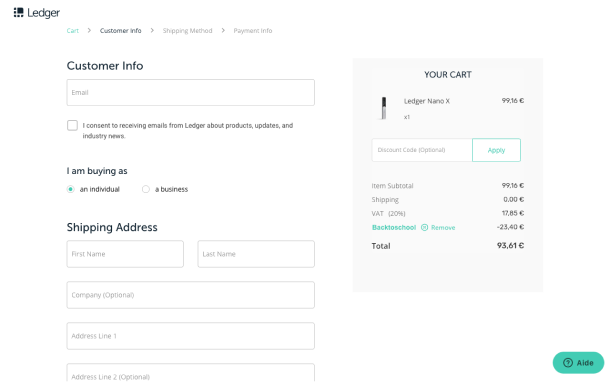 Ledger
Cart > Customer Info > Shipping Method > Payment Info
Customer Info
Email
I consent to receiving emails from Ledger about products, updates, and
industry news.
I am buying as
an individual
a business
Shipping Address
First Name
Last Name
Company (Optional)
Address Line 1
Address Line 2 (Optional)
YOUR CART
Ledger Nano X 99,16 €
x1
Discount Code (Optional)
Apply
Item Subtotal 99,16 €
Shipping 0,00 €
VAT (20%) 17,85 €
Backtoschool Remove -23,40 €
Total 93,61 €
Aide